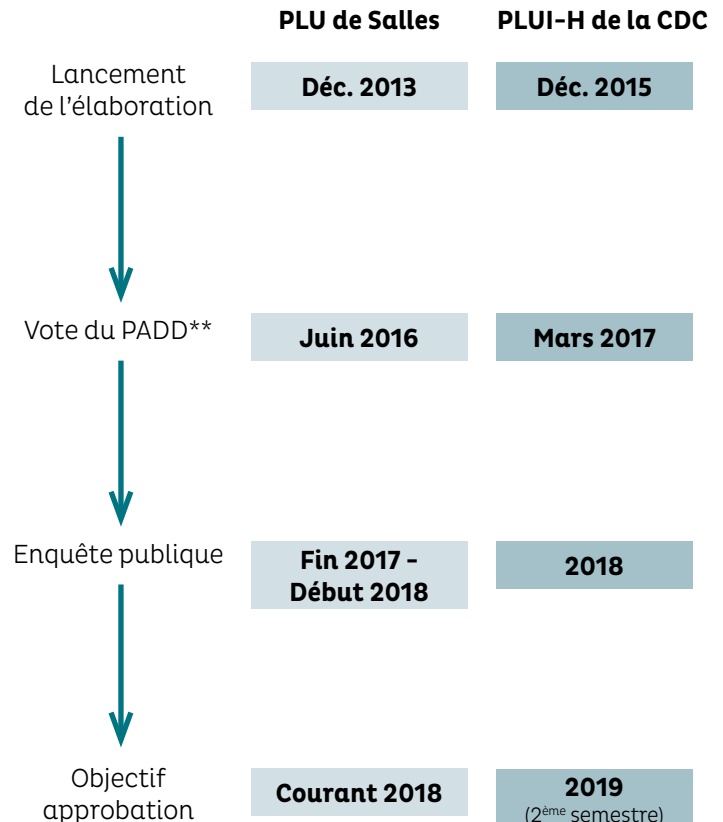 PLU de Salles PLUI-H de la CDC
Lancement
de l'élaboration
Déc. 2013 Déc. 2015
Vote du PADD** Juin 2016 Mars 2017
Enquête publique
Fin 2017 -
Début 2018
2018
Objectif
approbation
Courant 2018
2019
(2ème semestre)